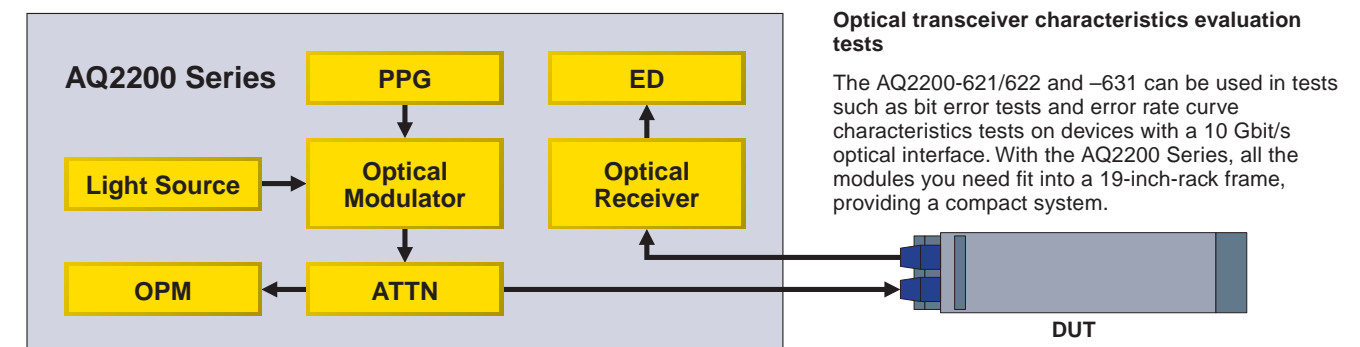 AQ2200 Series
PPG
ED
Light Source
Optical
Modulator
Optical
Receiver
OPM
ATTN
Optical transceiver characteristics evaluation
tests
The AQ2200-621/622 and –631 can be used in tests
such as bit error tests and error rate curve
characteristics tests on devices with a 10 Gbit/s
optical interface. With the AQ2200 Series, all the
modules you need fit into a 19-inch-rack frame,
providing a compact system.
DUT